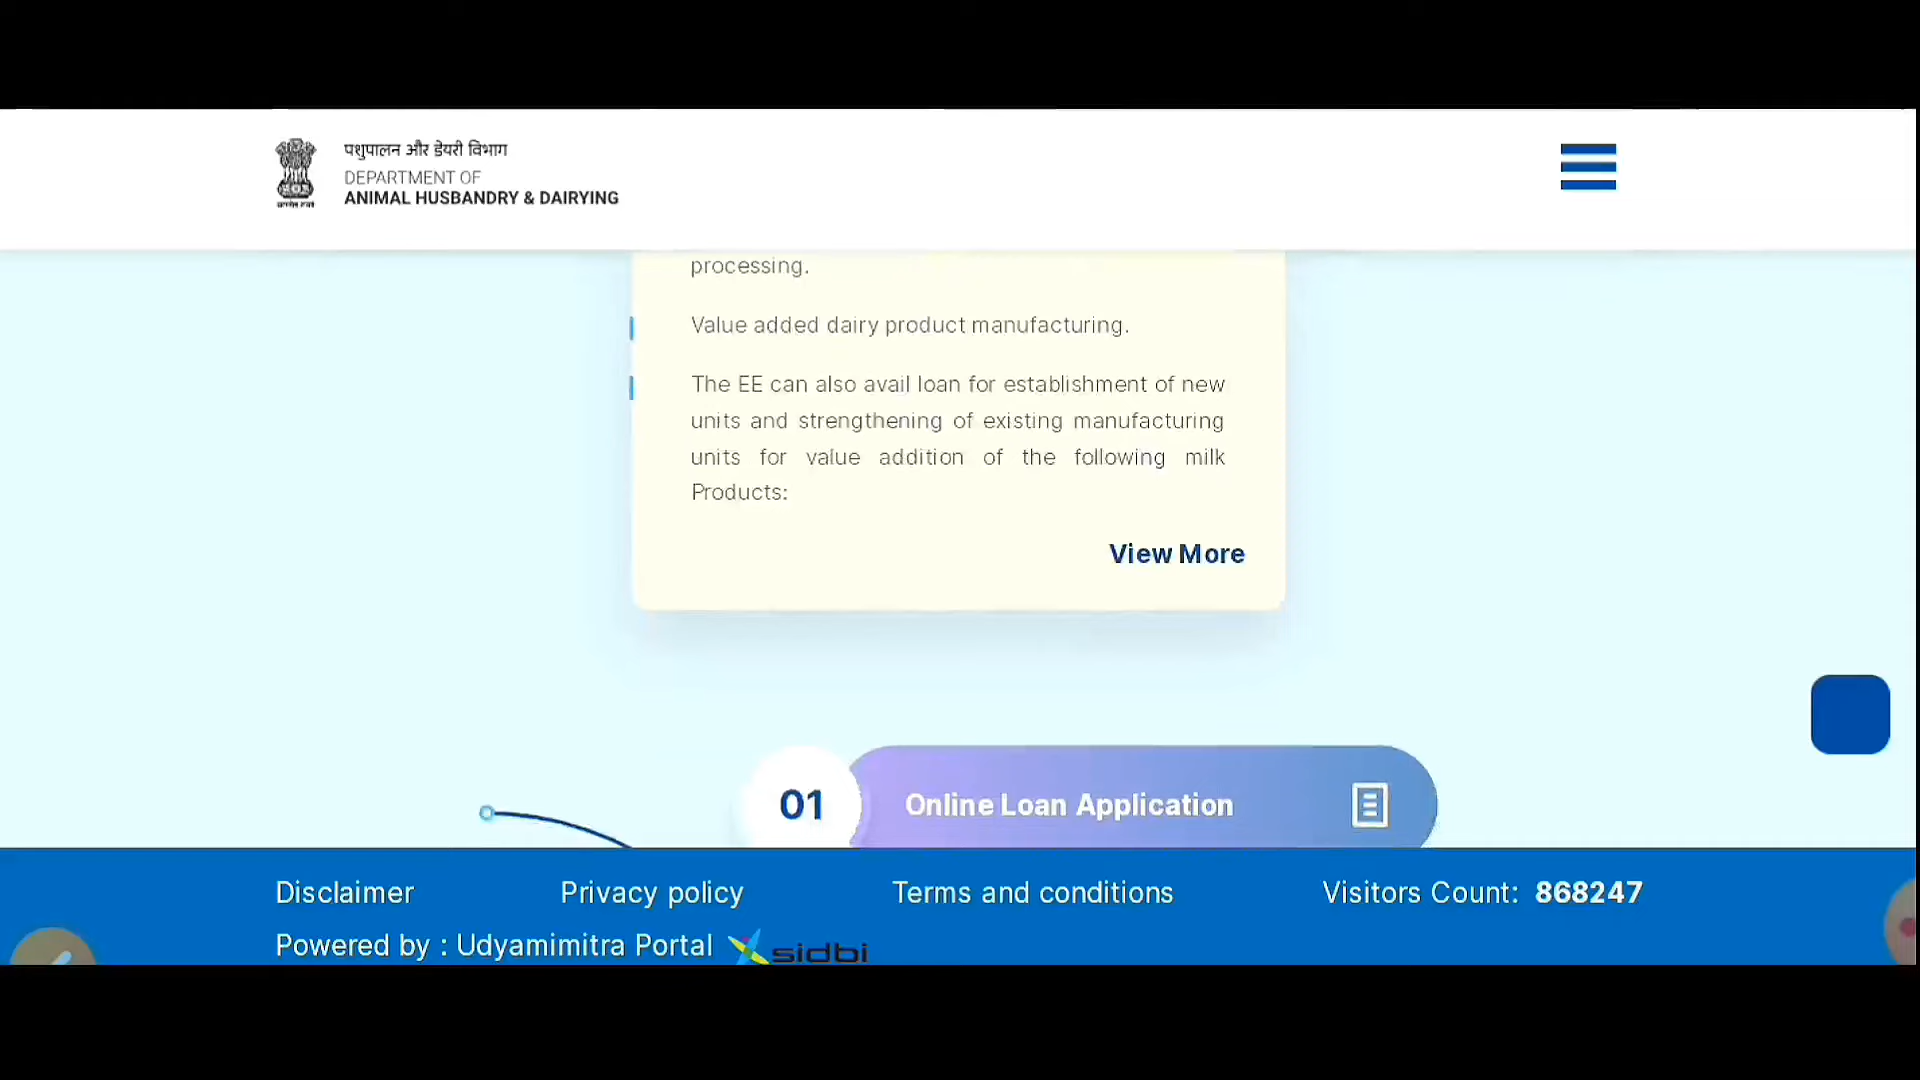 पशुपालन और डेयरी विभाग
DEPARTMENT OF
ANIMAL HUSBANDRY & DAIRYING
processing.
Value added dairy product manufacturing.
The EE can also avail loan for establishment of new
units and strengthening of existing manufacturing
units for value addition of the following milk
Products:
View More
01 Online Loan Application
Disclaimer Privacy policy Terms and conditions Visitors Count: 868247
Powered by : Udyamimitra Portal sidbi